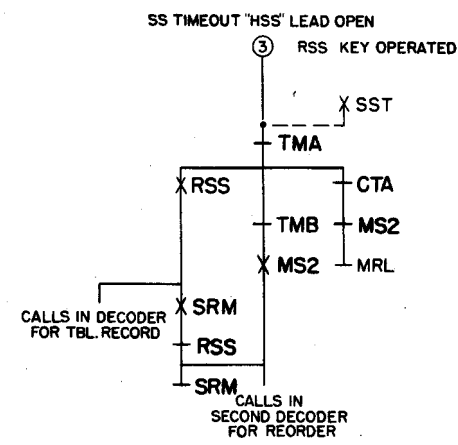 SS TIMEOUT "HSS" LEAD OPEN
3 RSS KEY OPERATED
SST
TMA
RSS
CTA
TMB
MS2
MS2
MRL
CALLS IN DECODER
FOR TBL. RECORD
SRM
RSS
SRM
CALLS IN
SECOND DECODER
FOR REORDER